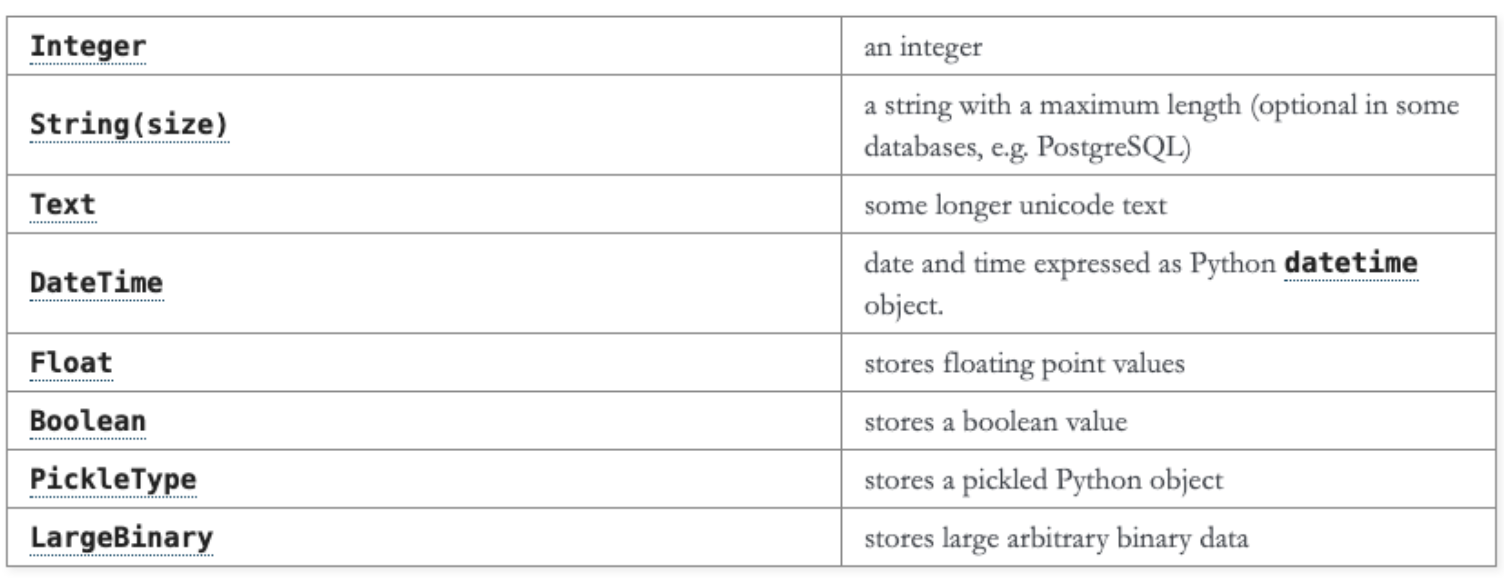 Integer
an integer
String(size)
a string with a maximum length (optional in some
databases, e.g. PostgreSQL)
Text
some longer unicode text
DateTime
date and time expressed as Python datetime
object.
Float
stores floating point values
Boolean
stores a boolean value
PickleType
stores a pickled Python object
LargeBinary
stores large arbitrary binary data